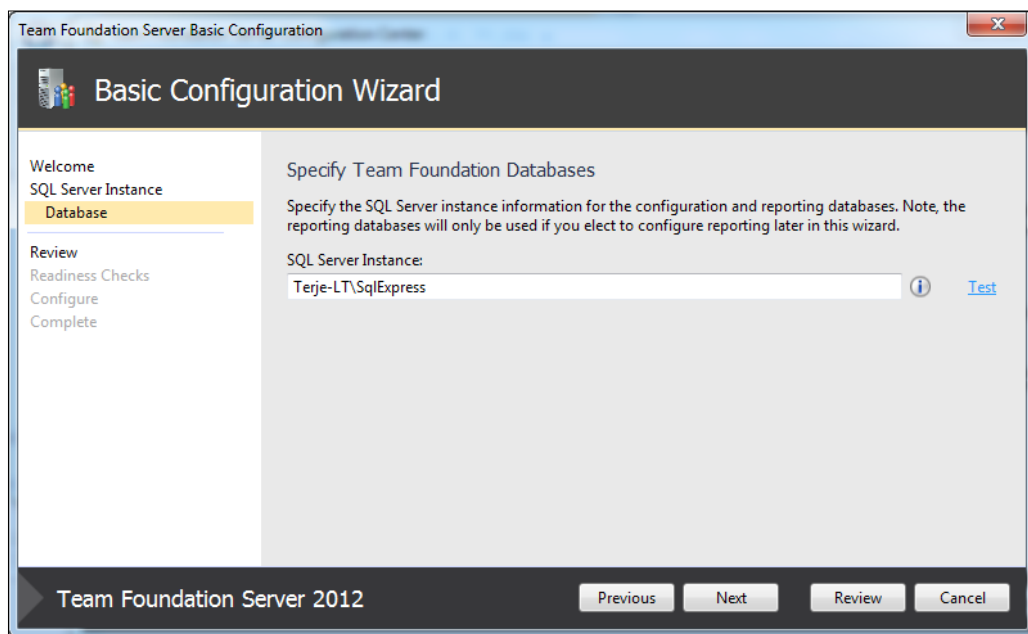 Team Foundation Server Basic Configuration
Basic Configuration Wizard
Welcome
SQL Server Instance
Database
Review
Readiness Checks
Configure
Complete
Specify Team Foundation Databases
Specify the SQL Server instance information for the configuration and reporting databases. Note, the
reporting databases will only be used if you elect to configure reporting later in this wizard.
SQL Server Instance:
Terje-LT\SqlExpress
Test
Team Foundation Server 2012
Previous
Next
Review
Cancel